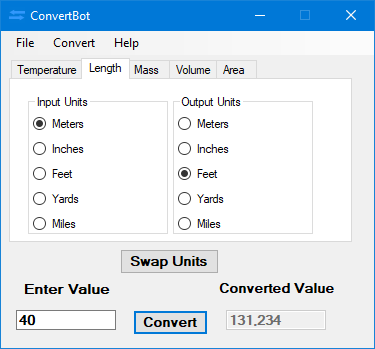 ConvertBot
File Convert Help
Temperature Length Mass Volume Area
Input Units Output Units
Meters Meters
Inches Inches
Feet Feet
Yards Yards
Miles Miles
Swap Units
Enter Value Converted Value
40 Convert 131,234